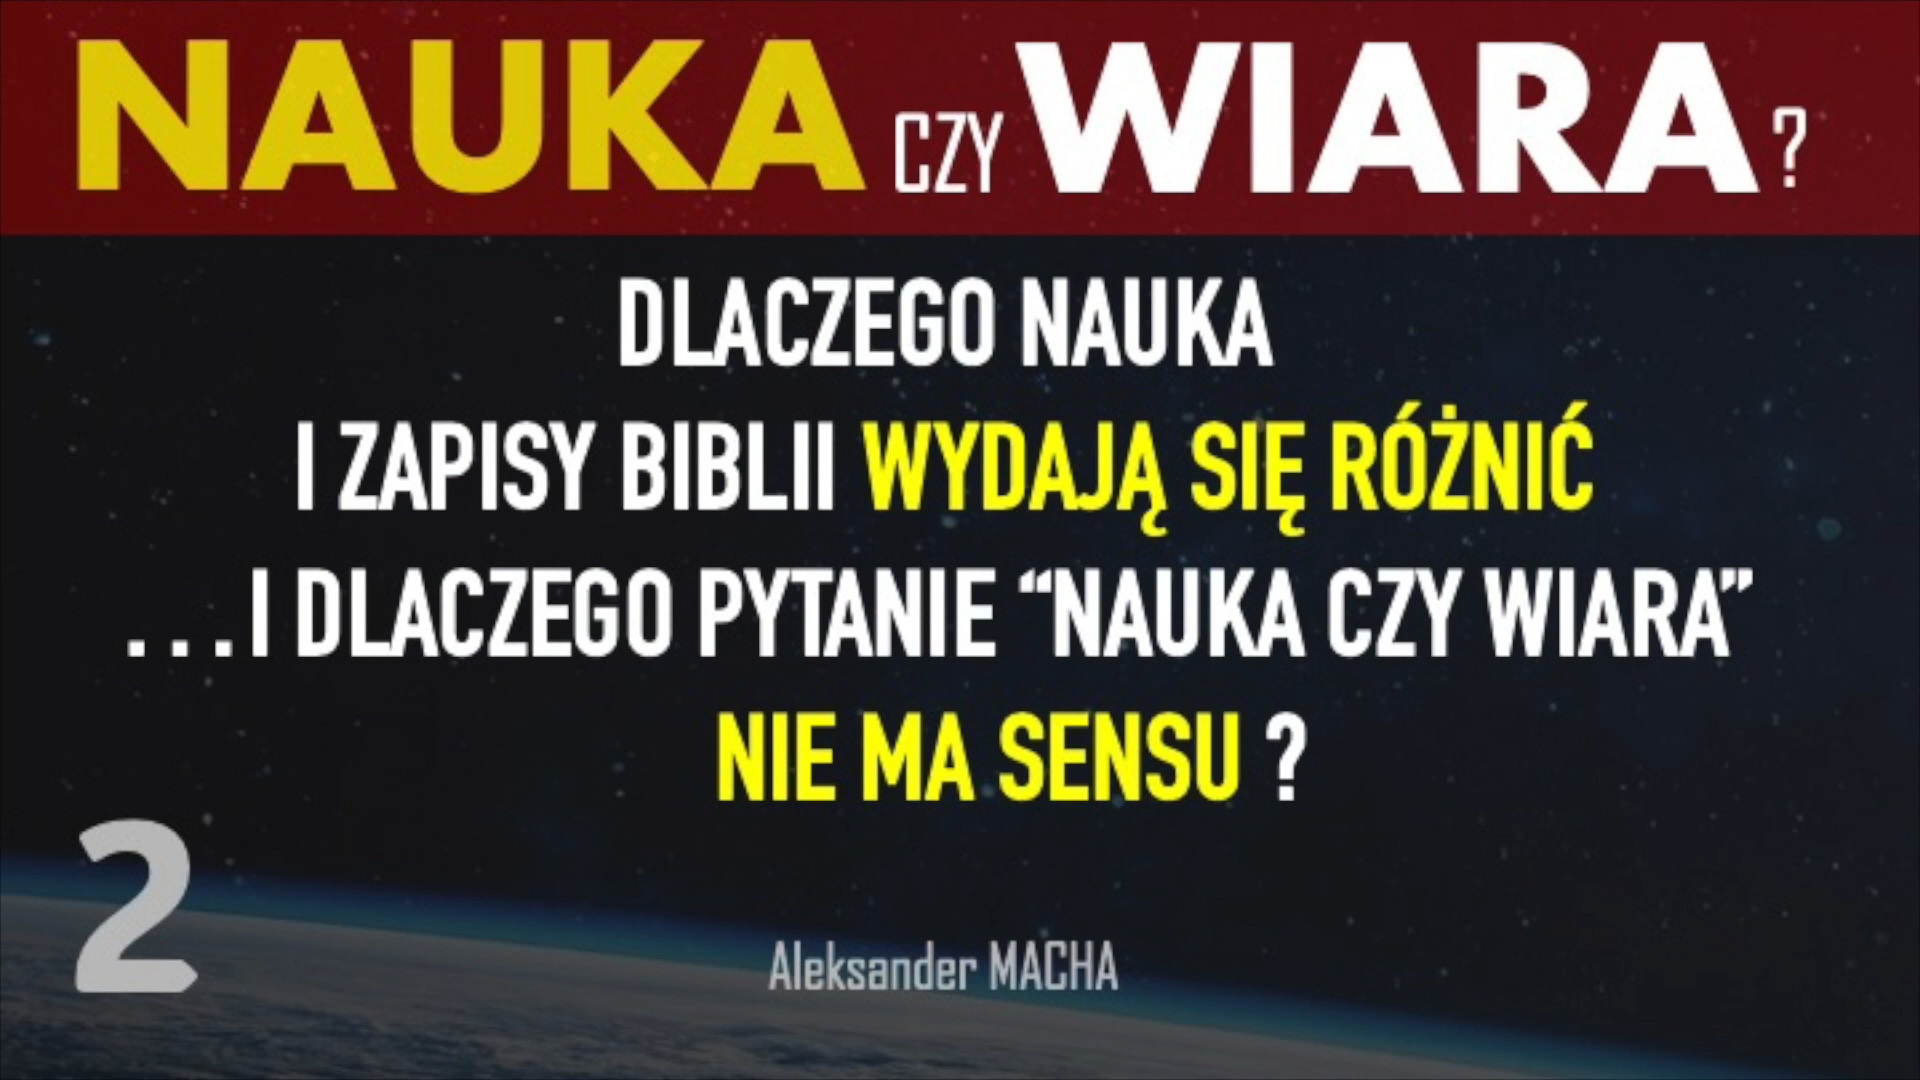 NAUKA CZY WIARA?
DLACZEGO NAUKA
I ZAPISY BIBLII WYDAJĄ SIĘ RÓŻNIĆ
...I DLACZEGO PYTANIE “NAUKA CZY WIARA”
NIE MA SENSU ?
2
Aleksander MACHA